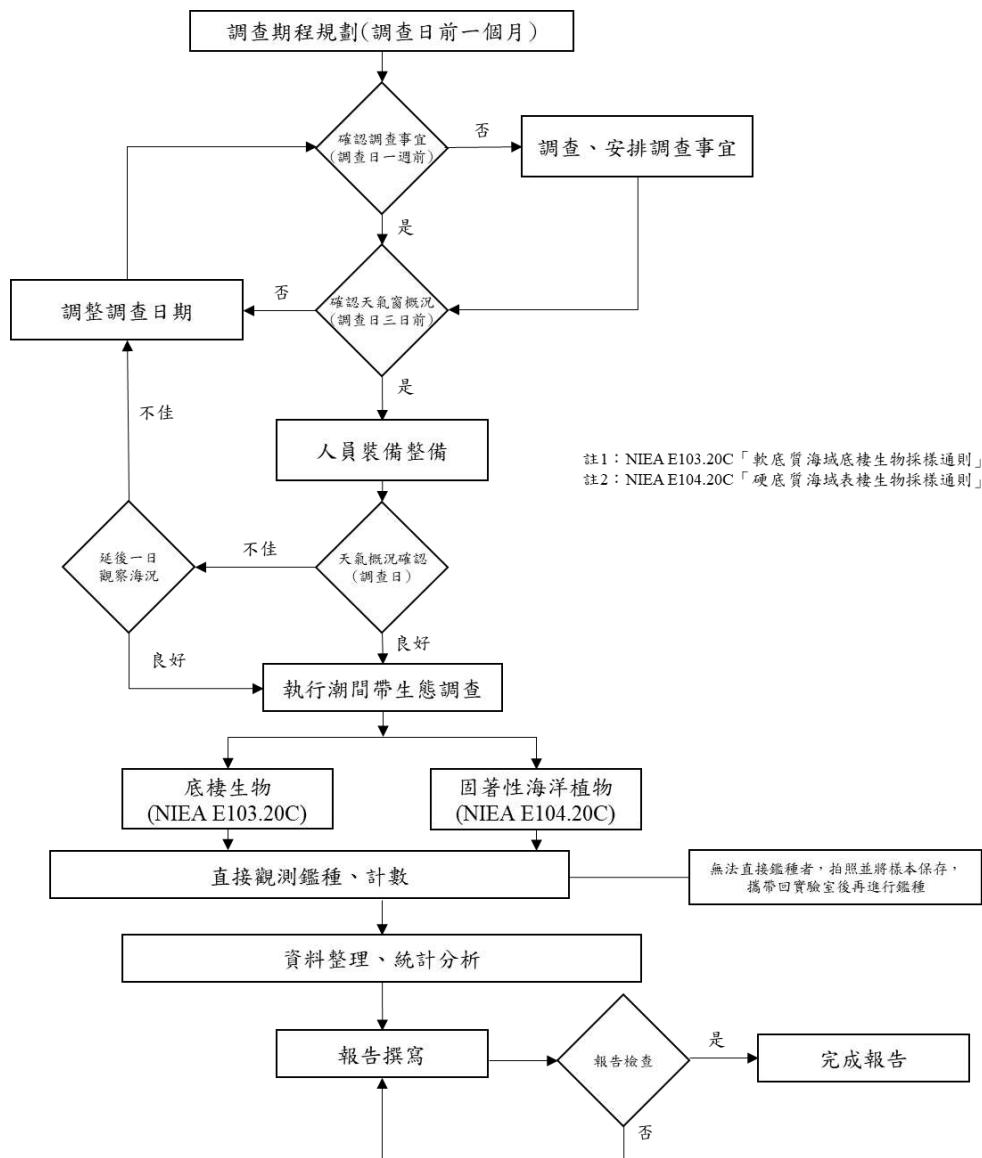 調查期程規劃(調查日前一個月)
確認調查事宜
(調查日一週前)
否
調查、安排調查事宜
是
調整調查日期
否
確認天氣窗概況
(調查日三日前)
是
不佳
人員裝備整備
註1：NIEA E103.20C「軟底質海域底棲生物採樣通則」
註2：NIEA E104.20C「硬底質海域表棲生物採樣通則」
延後一日
觀察海況
不佳
天氣概況確認
(調查日)
良好
良好
執行潮間帶生態調查
底棲生物
(NIEA E103.20C)
固著性海洋植物
(NIEA E104.20C)
直接觀測鑑種、計數
無法直接鑑種者，拍照並將樣本保存，
攜帶回實驗室後再進行鑑種
資料整理、統計分析
報告撰寫
報告檢查
是
完成報告
否